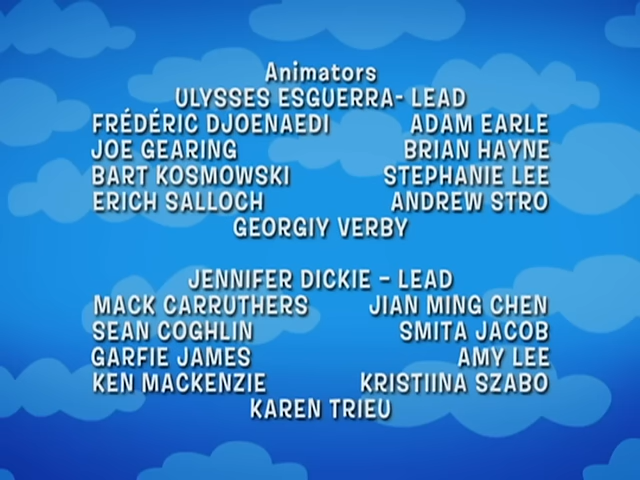 Animators
ULYSSES ESGUERRA- LEAD
FRÉDÉRIC DJOENAEDI ADAM EARLE
JOE GEARING BRIAN HAYNE
BART KOSMOWSKI STEPHANIE LEE
ERICH SALLOCH ANDREW STRO
GEORGIY VERBY
JENNIFER DICKIE – LEAD
MACK CARRUTHERS JIAN MING CHEN
SEAN COGHLIN SMITA JACOB
GARFIE JAMES AMY LEE
KEN MACKENZIE KRISTIINA SZABO
KAREN TRIEU